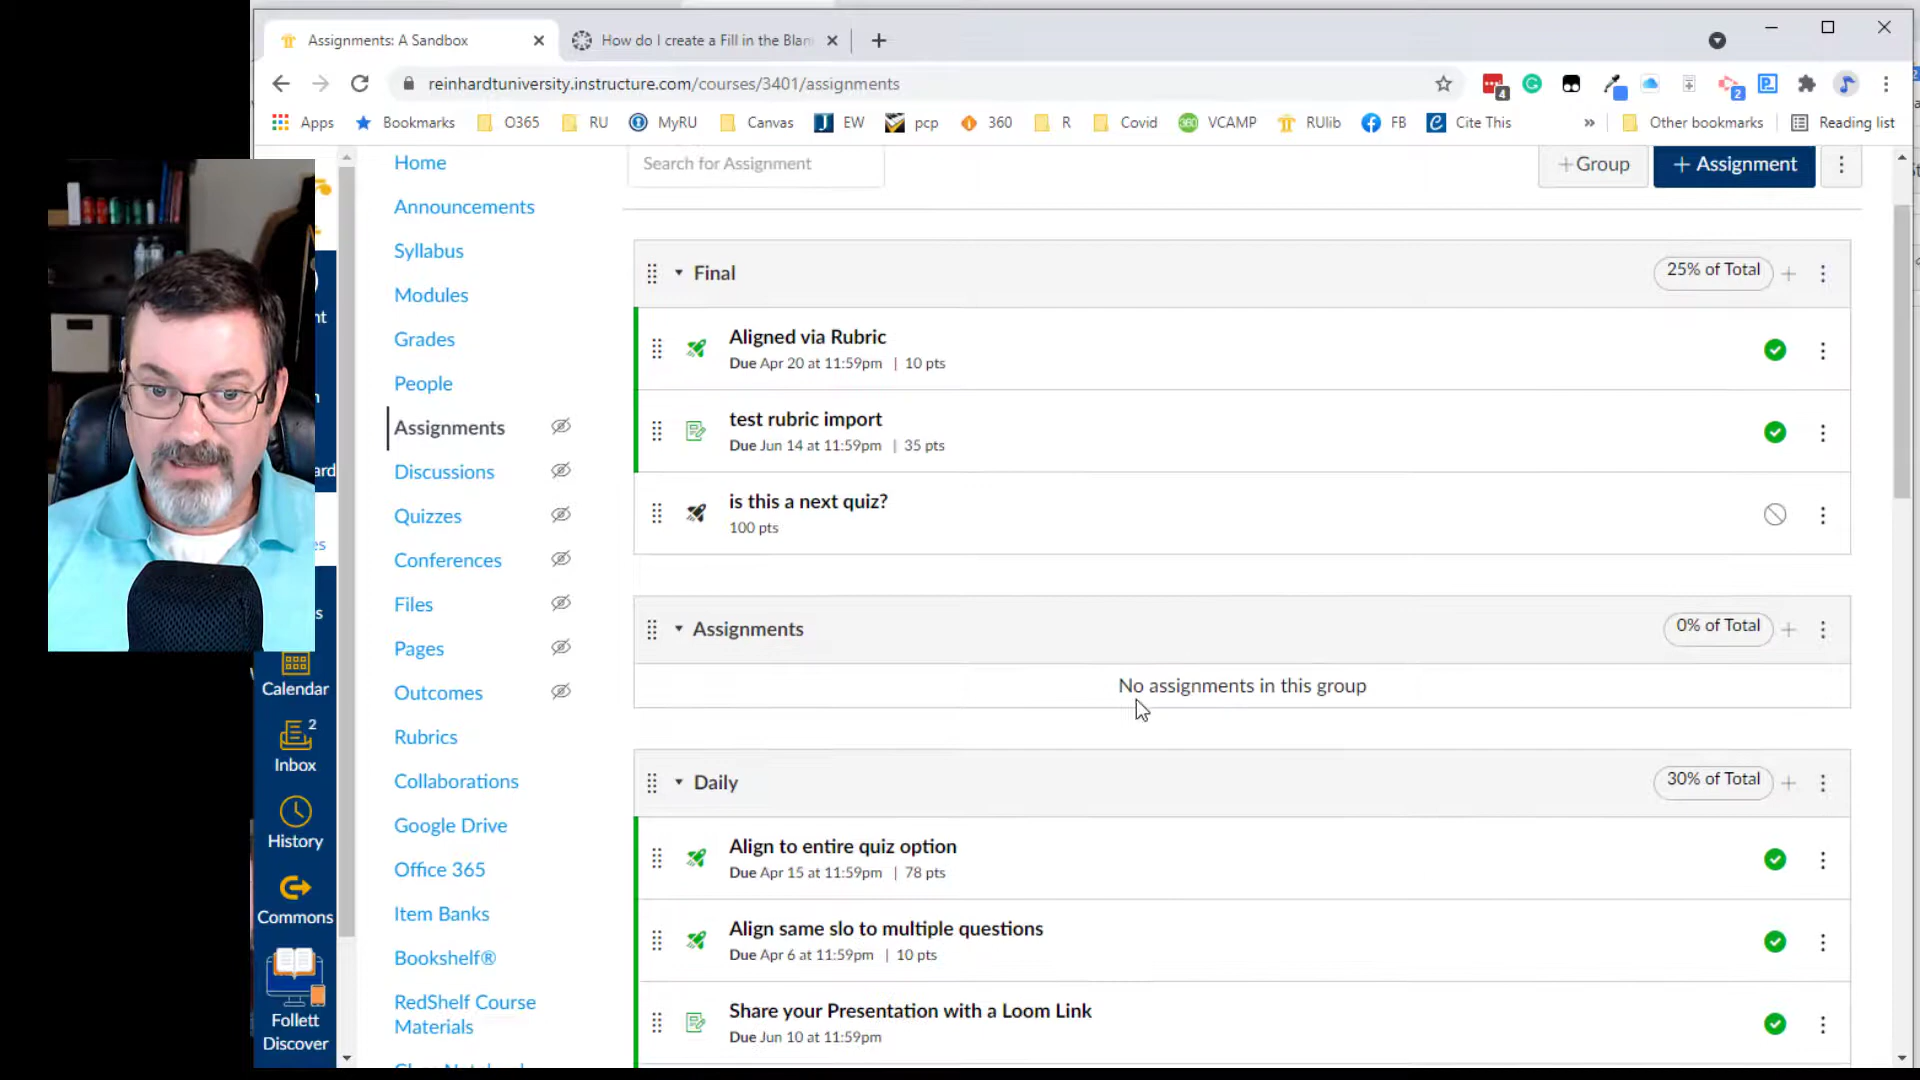 Assignments: A Sandbox
How do I create a Fill in the Blan
reinhardtuniversity.instructure.com/courses/3401/assignments
4
2
Apps
Bookmarks
O365
RU
MyRU
Canvas
EW
pcp
360
R
Covid
VCAMP
RUlib
FB
Cite This
»
Other bookmarks
Reading list
Home
Announcements
Syllabus
Modules
Grades
People
Assignments
Discussions
Quizzes
Conferences
Files
Pages
Outcomes
Rubrics
Collaborations
Google Drive
Office 365
Item Banks
Bookshelf®
RedShelf Course
Materials
Calendar
2
Inbox
History
Commons
Follett
Discover
Search for Assignment
+ Group
+ Assignment
Final
25% of Total
Aligned via Rubric
Due Apr 20 at 11:59pm | 10 pts
test rubric import
Due Jun 14 at 11:59pm | 35 pts
is this a next quiz?
100 pts
Assignments
0% of Total
No assignments in this group
Daily
30% of Total
Align to entire quiz option
Due Apr 15 at 11:59pm | 78 pts
Align same slo to multiple questions
Due Apr 6 at 11:59pm | 10 pts
Share your Presentation with a Loom Link
Due Jun 10 at 11:59pm